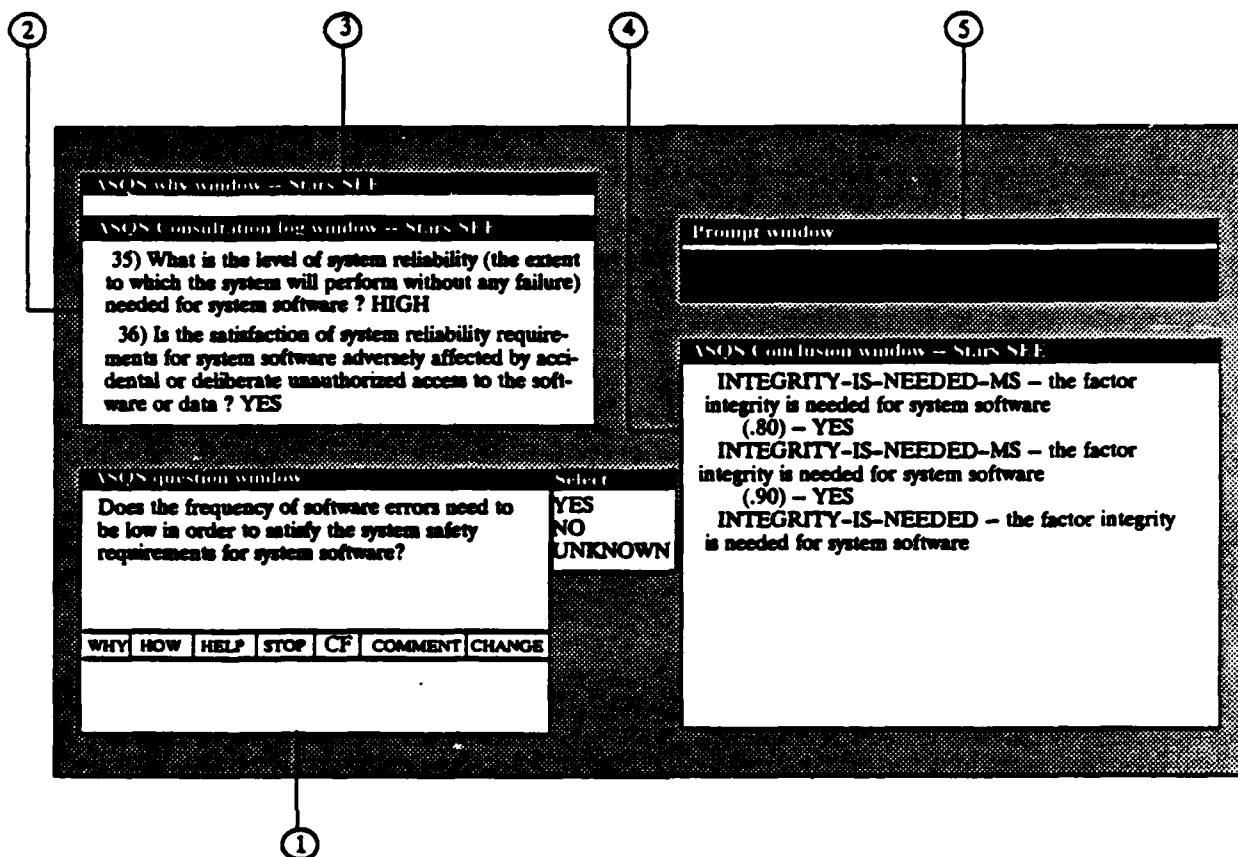 2
3
4
5
ASQS why window -- Stars SEE
ASQS Consultation log window -- Stars SEE
35) What is the level of system reliability (the extent
to which the system will perform without any failure)
needed for system software ? HIGH
36) Is the satisfaction of system reliability require-
ments for system software adversely affected by acci-
dental or deliberate unauthorized access to the soft-
ware or data ? YES
Prompt window
ASQS Conclusion window -- Stars SEE
INTEGRITY-IS-NEEDED-MS – the factor
integrity is needed for system software
(.80) – YES
INTEGRITY-IS-NEEDED-MS – the factor
integrity is needed for system software
(.90) – YES
INTEGRITY-IS-NEEDED – the factor integrity
is needed for system software
ASQS question window
Does the frequency of software errors need to
be low in order to satisfy the system safety
requirements for system software?
Select
YES
NO
UNKNOWN
WHY HOW HELP STOP CF COMMENT CHANGE
1